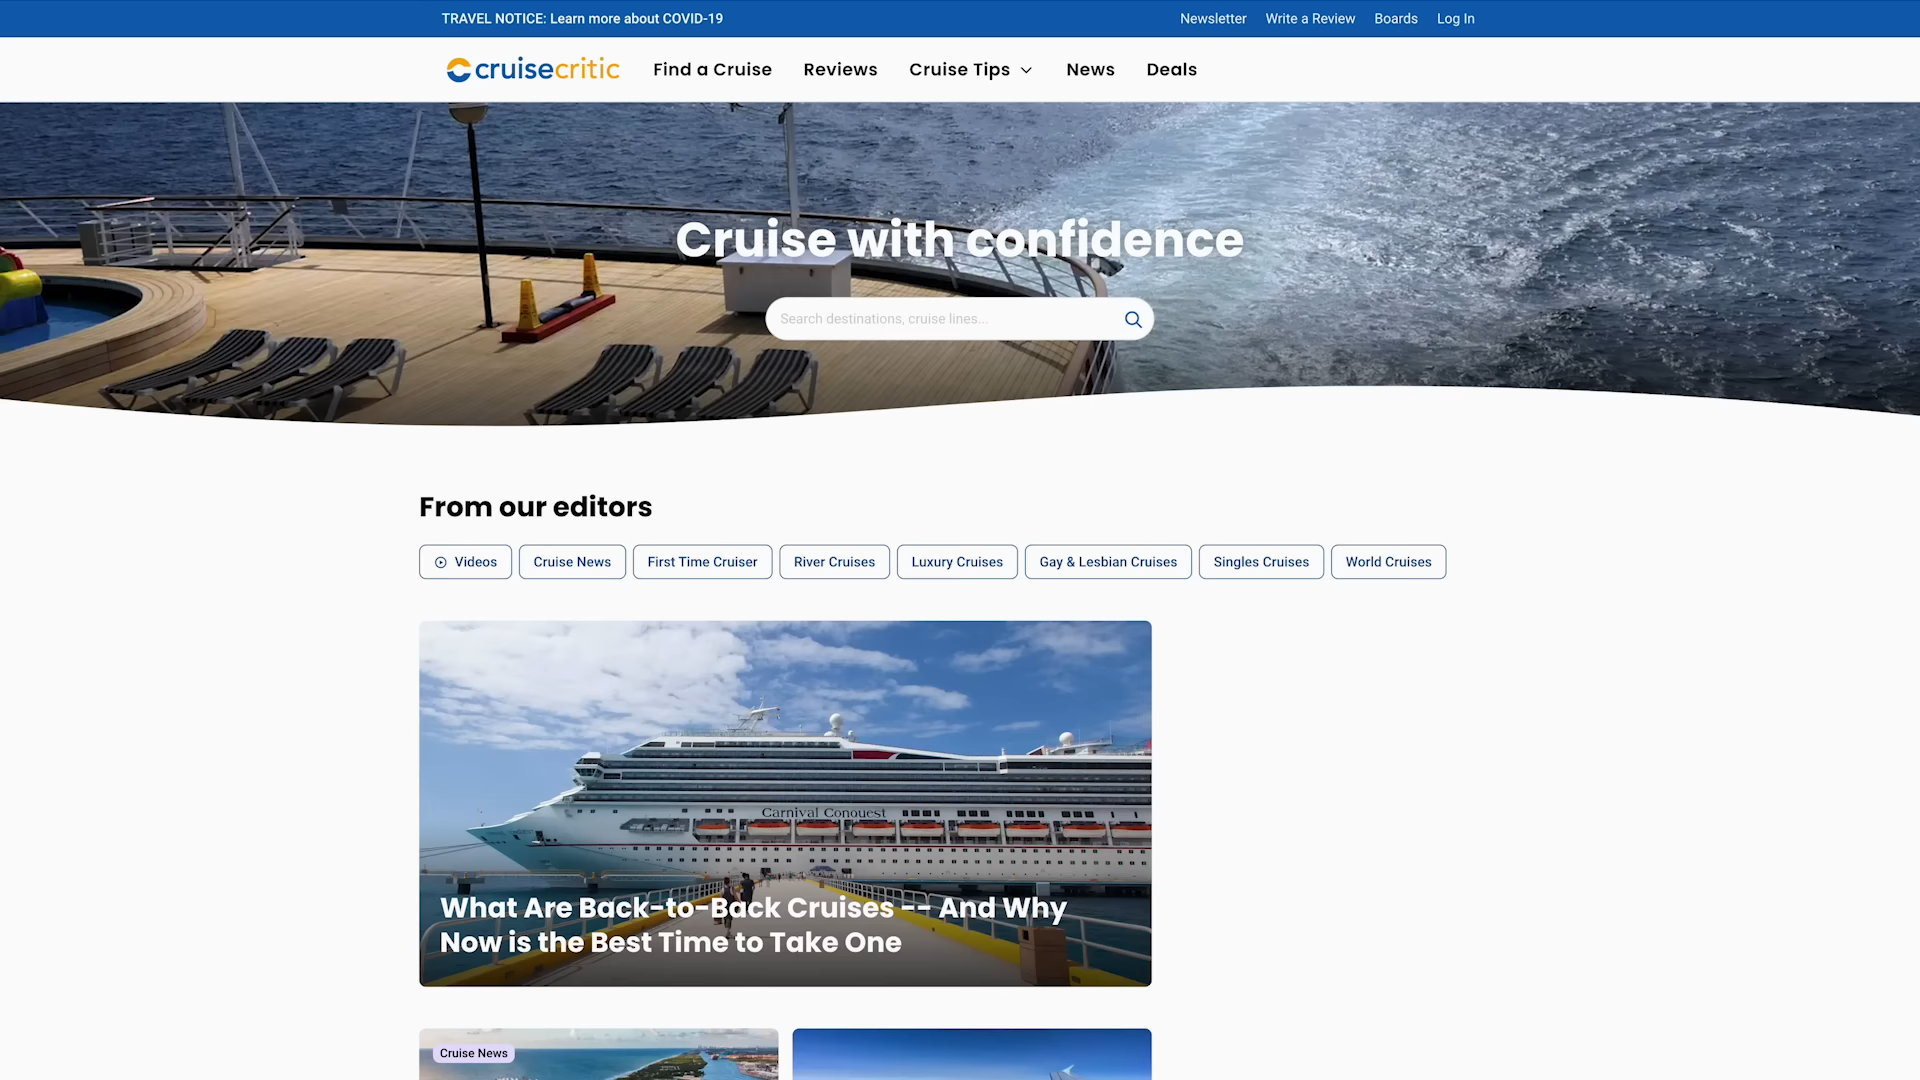 TRAVEL NOTICE: Learn more about COVID-19
Newsletter Write a Review Boards Log In
cruisecritic Find a Cruise Reviews Cruise Tips News Deals
Cruise with confidence
Search destinations, cruise lines...
From our editors
Videos Cruise News First Time Cruiser River Cruises Luxury Cruises Gay & Lesbian Cruises Singles Cruises World Cruises
Carnival Conquest
What Are Back-to-Back Cruises -- And Why
Now is the Best Time to Take One
Cruise News